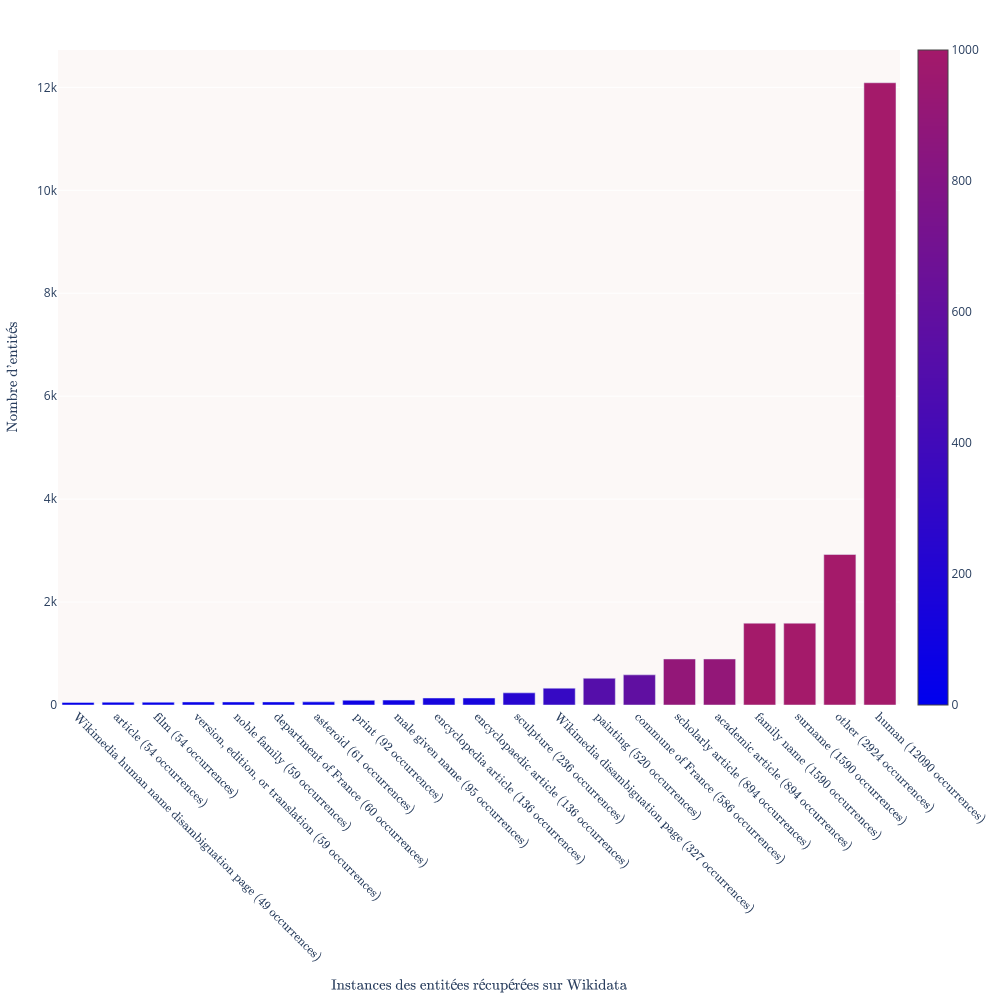 Nombre d'entités
12k
10k
8k
6k
4k
2k
0
1000
800
600
400
200
0
Wikimedia human name disambiguation page (49 occurrences)
article (54 occurrences)
film (54 occurrences)
version, edition, or translation (59 occurrences)
noble family (59 occurrences)
department of France (60 occurrences)
asteroid (61 occurrences)
print (92 occurrences)
male given name (95 occurrences)
encyclopedia article (136 occurrences)
encyclopaedic article (136 occurrences)
sculpture (236 occurrences)
Wikimedia disambiguation page (327 occurrences)
painting (520 occurrences)
commune of France (586 occurrences)
scholarly article (894 occurrences)
academic article (894 occurrences)
family name (1590 occurrences)
surname (1590 occurrences)
other (2924 occurrences)
human (12090 occurrences)
Instances des entitées récupérées sur Wikidata